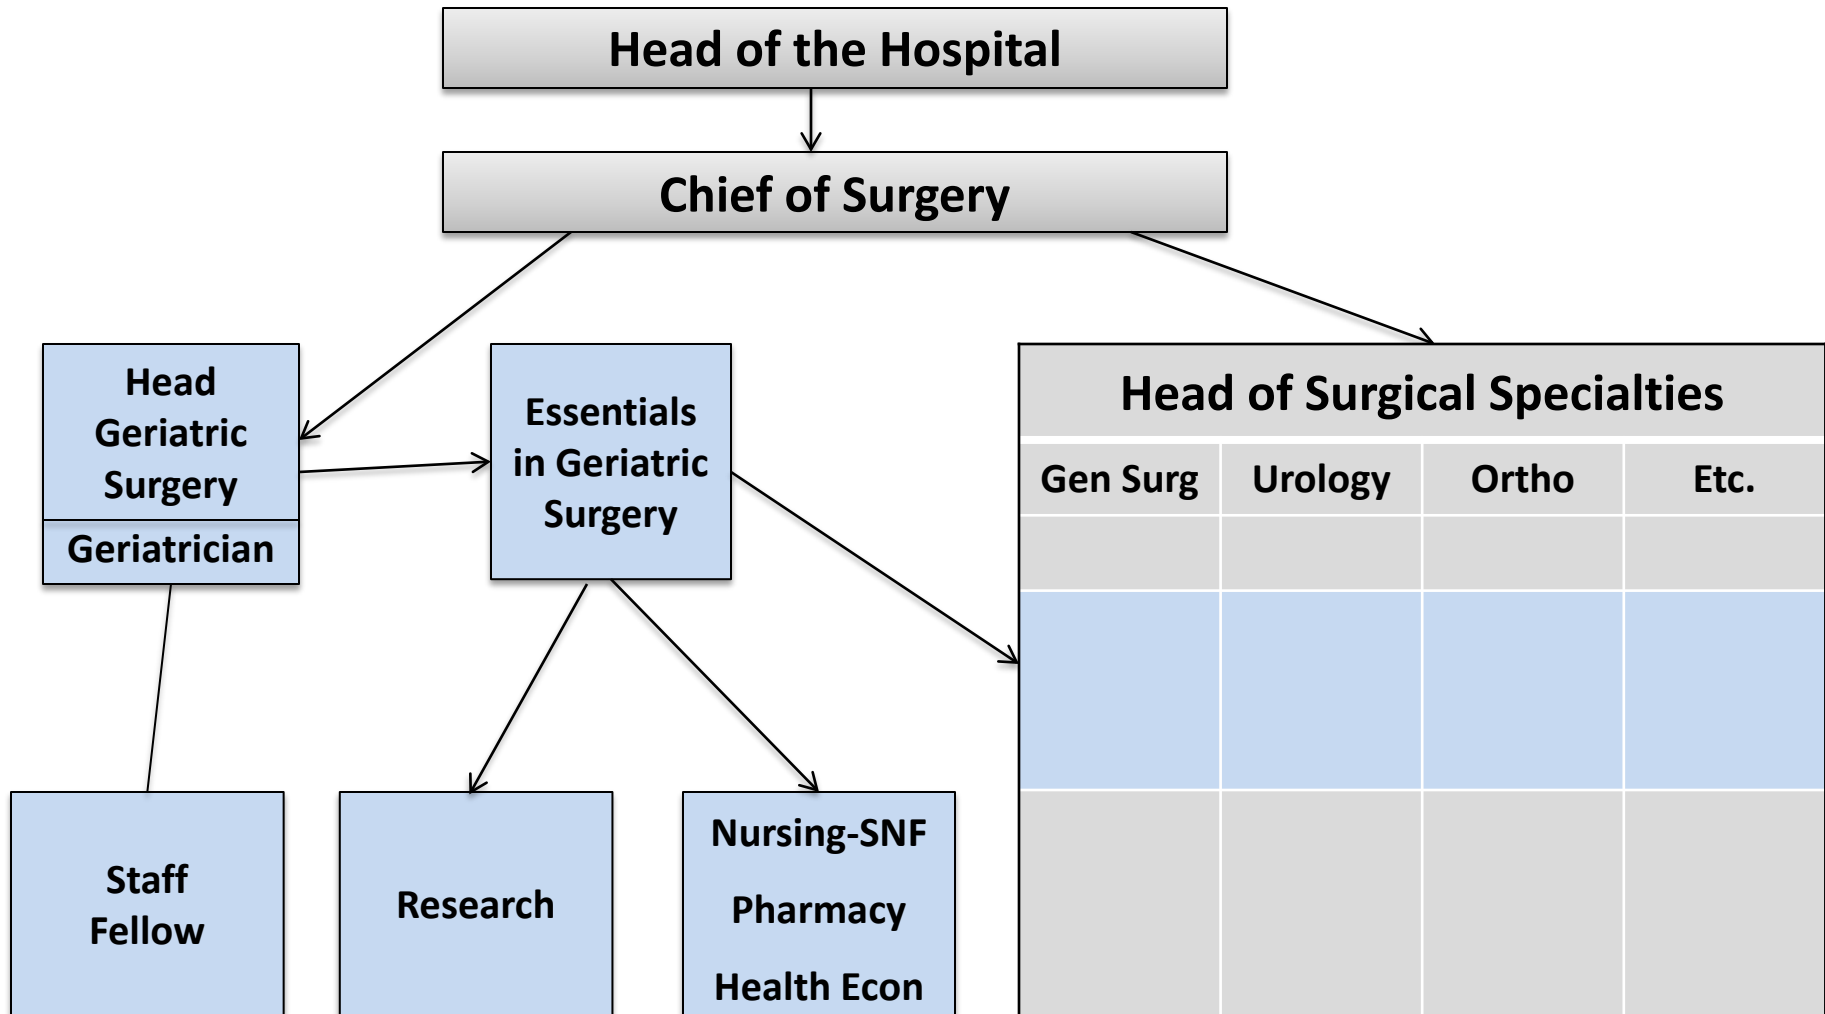 Head of the Hospital
Chief of Surgery
Head
Geriatric
Surgery
Geriatrician
Essentials
in Geriatric
Surgery
Head of Surgical Specialties
Gen Surg Urology Ortho Etc.
Staff
Fellow
Research
Nursing-SNF
Pharmacy
Health Econ